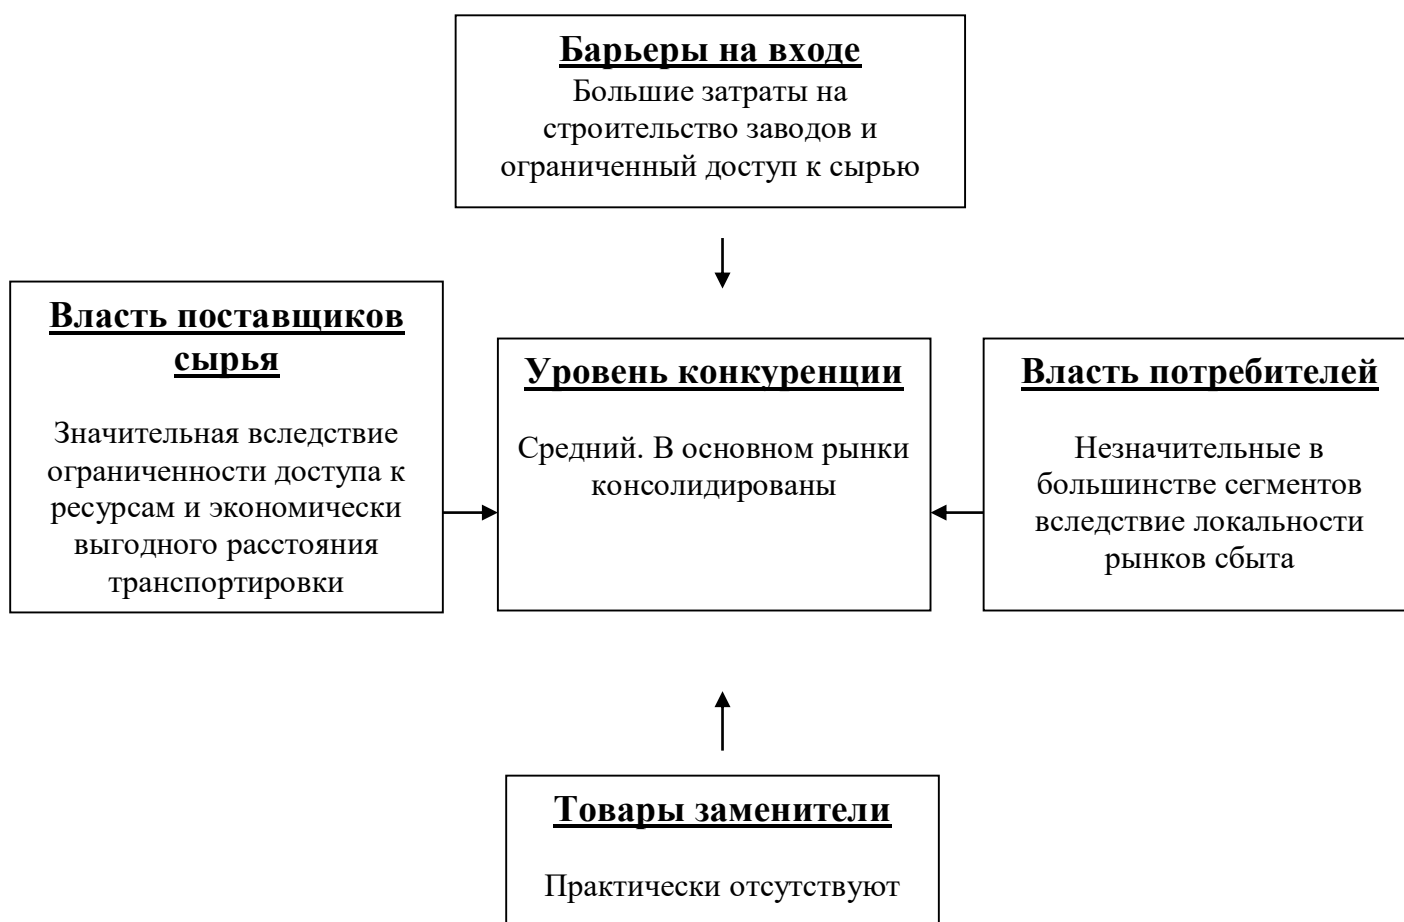 Барьеры на входе
Большие затраты на
строительство заводов и
ограниченный доступ к сырью
Власть поставщиков
сырья
Значительная вследствие
ограниченности доступа к
ресурсам и экономически
выгодного расстояния
транспортировки
Уровень конкуренции
Средний. В основном рынки
консолидированы
Власть потребителей
Незначительные в
большинстве сегментов
вследствие локальности
рынков сбыта
Товары заменители
Практически отсутствуют